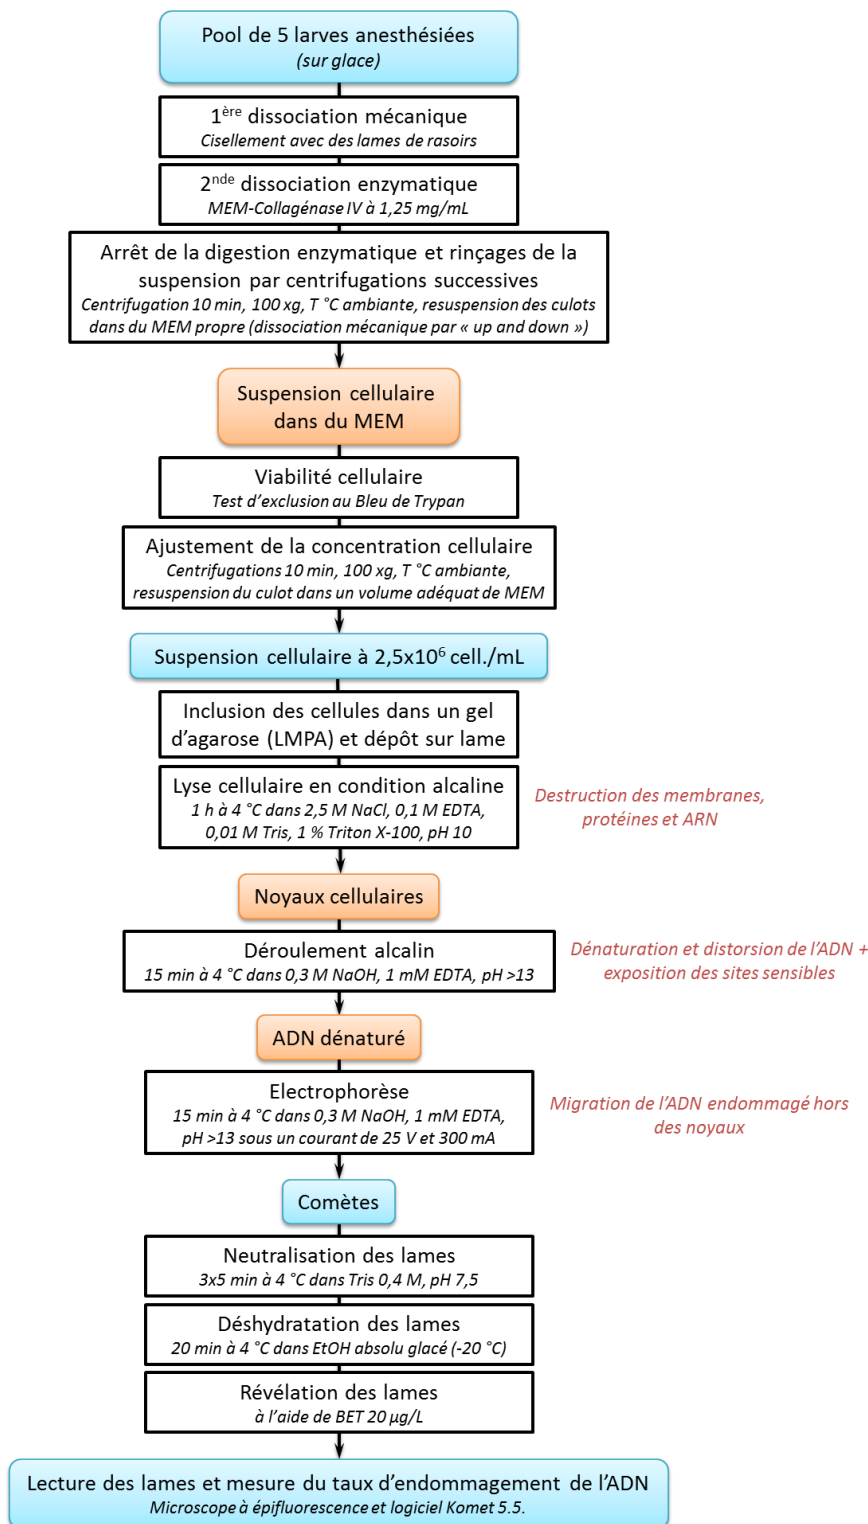 Pool de 5 larves anesthésiées
(sur glace)
1ère dissociation mécanique
Cisellement avec des lames de rasoirs
2nde dissociation enzymatique
MEM-Collagénase IV à 1,25 mg/mL
Arrêt de la digestion enzymatique et rinçages de la
suspension par centrifugations successives
Centrifugation 10 min, 100 xg, T °C ambiante, resuspension des culots
dans du MEM propre (dissociation mécanique par « up and down »)
Suspension cellulaire
dans du MEM
Viabilité cellulaire
Test d’exclusion au Bleu de Trypan
Ajustement de la concentration cellulaire
Centrifugations 10 min, 100 xg, T °C ambiante,
resuspension du culot dans un volume adéquat de MEM
Suspension cellulaire à 2,5x10⁶ cell./mL
Inclusion des cellules dans un gel
d’agarose (LMPA) et dépôt sur lame
Lyse cellulaire en condition alcaline
1 h à 4 °C dans 2,5 M NaCl, 0,1 M EDTA,
0,01 M Tris, 1 % Triton X-100, pH 10
Destruction des membranes,
protéines et ARN
Noyaux cellulaires
Déroulement alcalin
15 min à 4 °C dans 0,3 M NaOH, 1 mM EDTA, pH >13
Dénaturation et distorsion de l’ADN +
exposition des sites sensibles
ADN dénaturé
Electrophorèse
15 min à 4 °C dans 0,3 M NaOH, 1 mM EDTA,
pH >13 sous un courant de 25 V et 300 mA
Migration de l’ADN endommagé hors
des noyaux
Comètes
Neutralisation des lames
3x5 min à 4 °C dans Tris 0,4 M, pH 7,5
Déshydratation des lames
20 min à 4 °C dans EtOH absolu glacé (-20 °C)
Révélation des lames
à l’aide de BET 20 µg/L
Lecture des lames et mesure du taux d’endommagement de l’ADN
Microscope à épifluorescence et logiciel Komet 5.5.